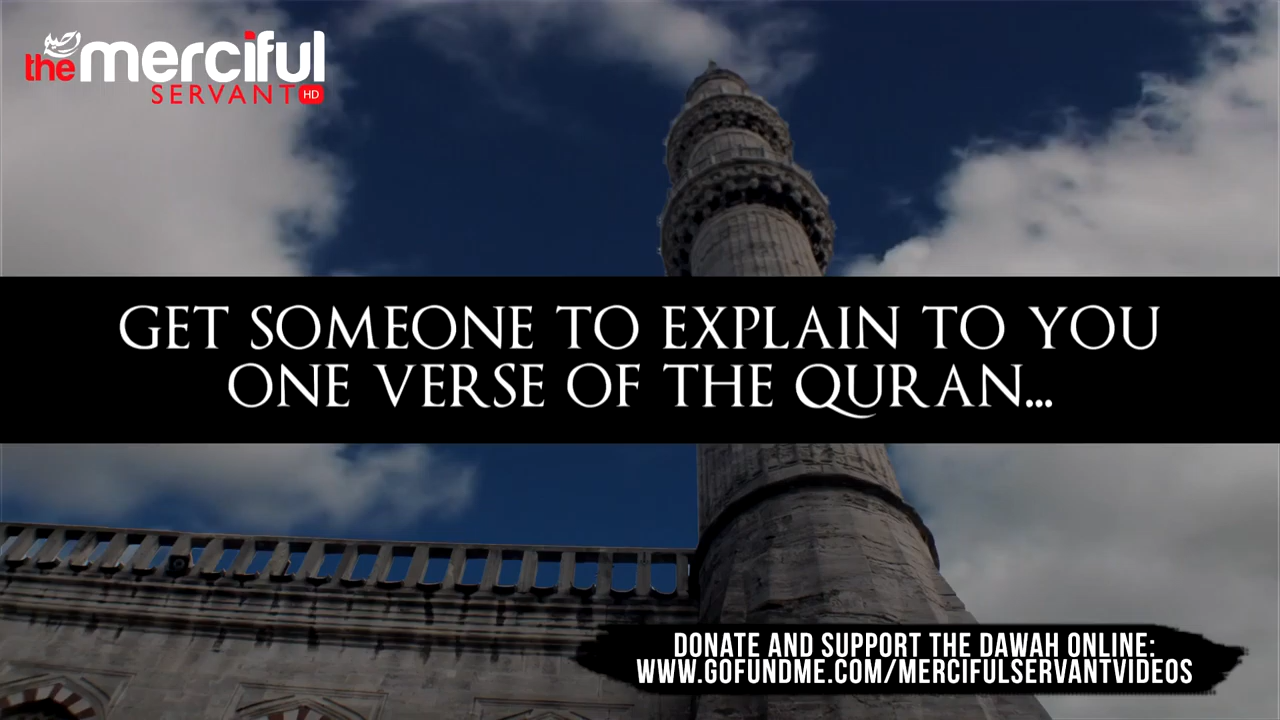 the merciful
SERVANT HD
GET SOMEONE TO EXPLAIN TO YOU
ONE VERSE OF THE QURAN...
DONATE AND SUPPORT THE DAWAH ONLINE:
WWW.GOFUNDME.COM/MERCIFULSERVANTVIDEOS